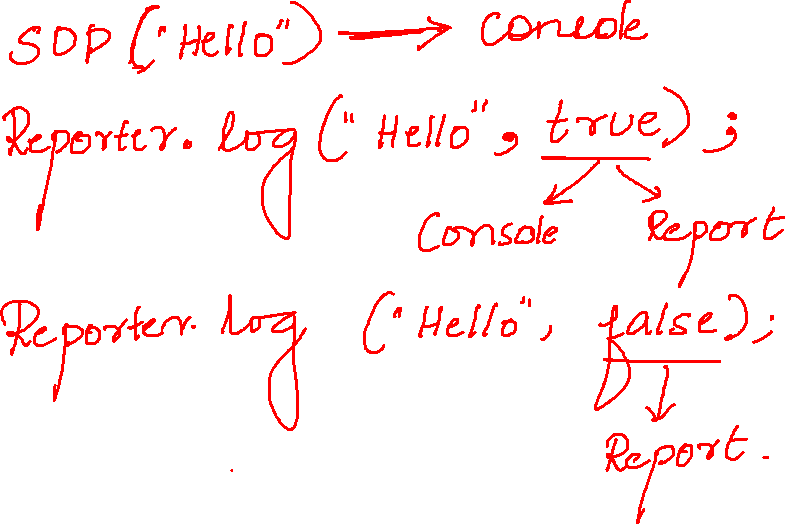 SOP ("Hello") → Console
Reporter.log ("Hello", true);
Console Report
Reporter.log ("Hello", false);
Report.